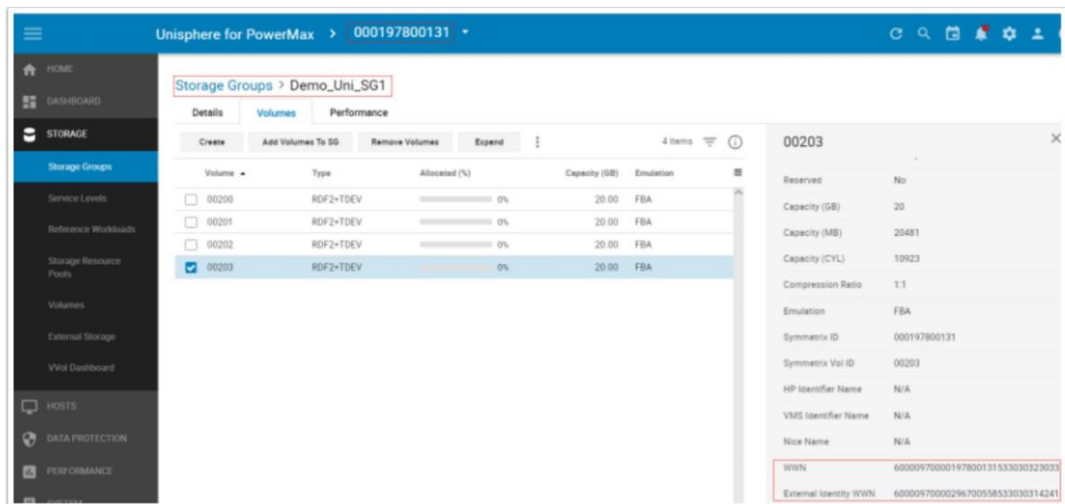 Unisphere for PowerMax > 000197800131
HOME
DASHBOARD
STORAGE
Storage Groups
Service Levels
Reference Workloads
Storage Resource
Pools
Volumes
External Storage
VVol Dashboard
HOSTS
DATA PROTECTION
PERFORMANCE
Storage Groups > Demo_Uni_SG1
Details Volumes Performance
Create Add Volumes To SG Remove Volumes Expand 4 items
Volume Type Allocated (%) Capacity (GB) Emulation
00200 RDF2+TDEV 0% 20.00 FBA
00201 RDF2+TDEV 0% 20.00 FBA
00202 RDF2+TDEV 0% 20.00 FBA
00203 RDF2+TDEV 0% 20.00 FBA
00203
Reserved No
Capacity (GB) 20
Capacity (MB) 20481
Capacity (CYL) 10923
Compression Ratio 1:1
Emulation FBA
Symmetrix ID 000197800131
Symmetrix Vol ID 00203
HP Identifier Name N/A
VMS Identifier Name N/A
Nice Name N/A
WWN 60000970000197800131533030323033
External Identity WWN 60000970000296700558533030314241